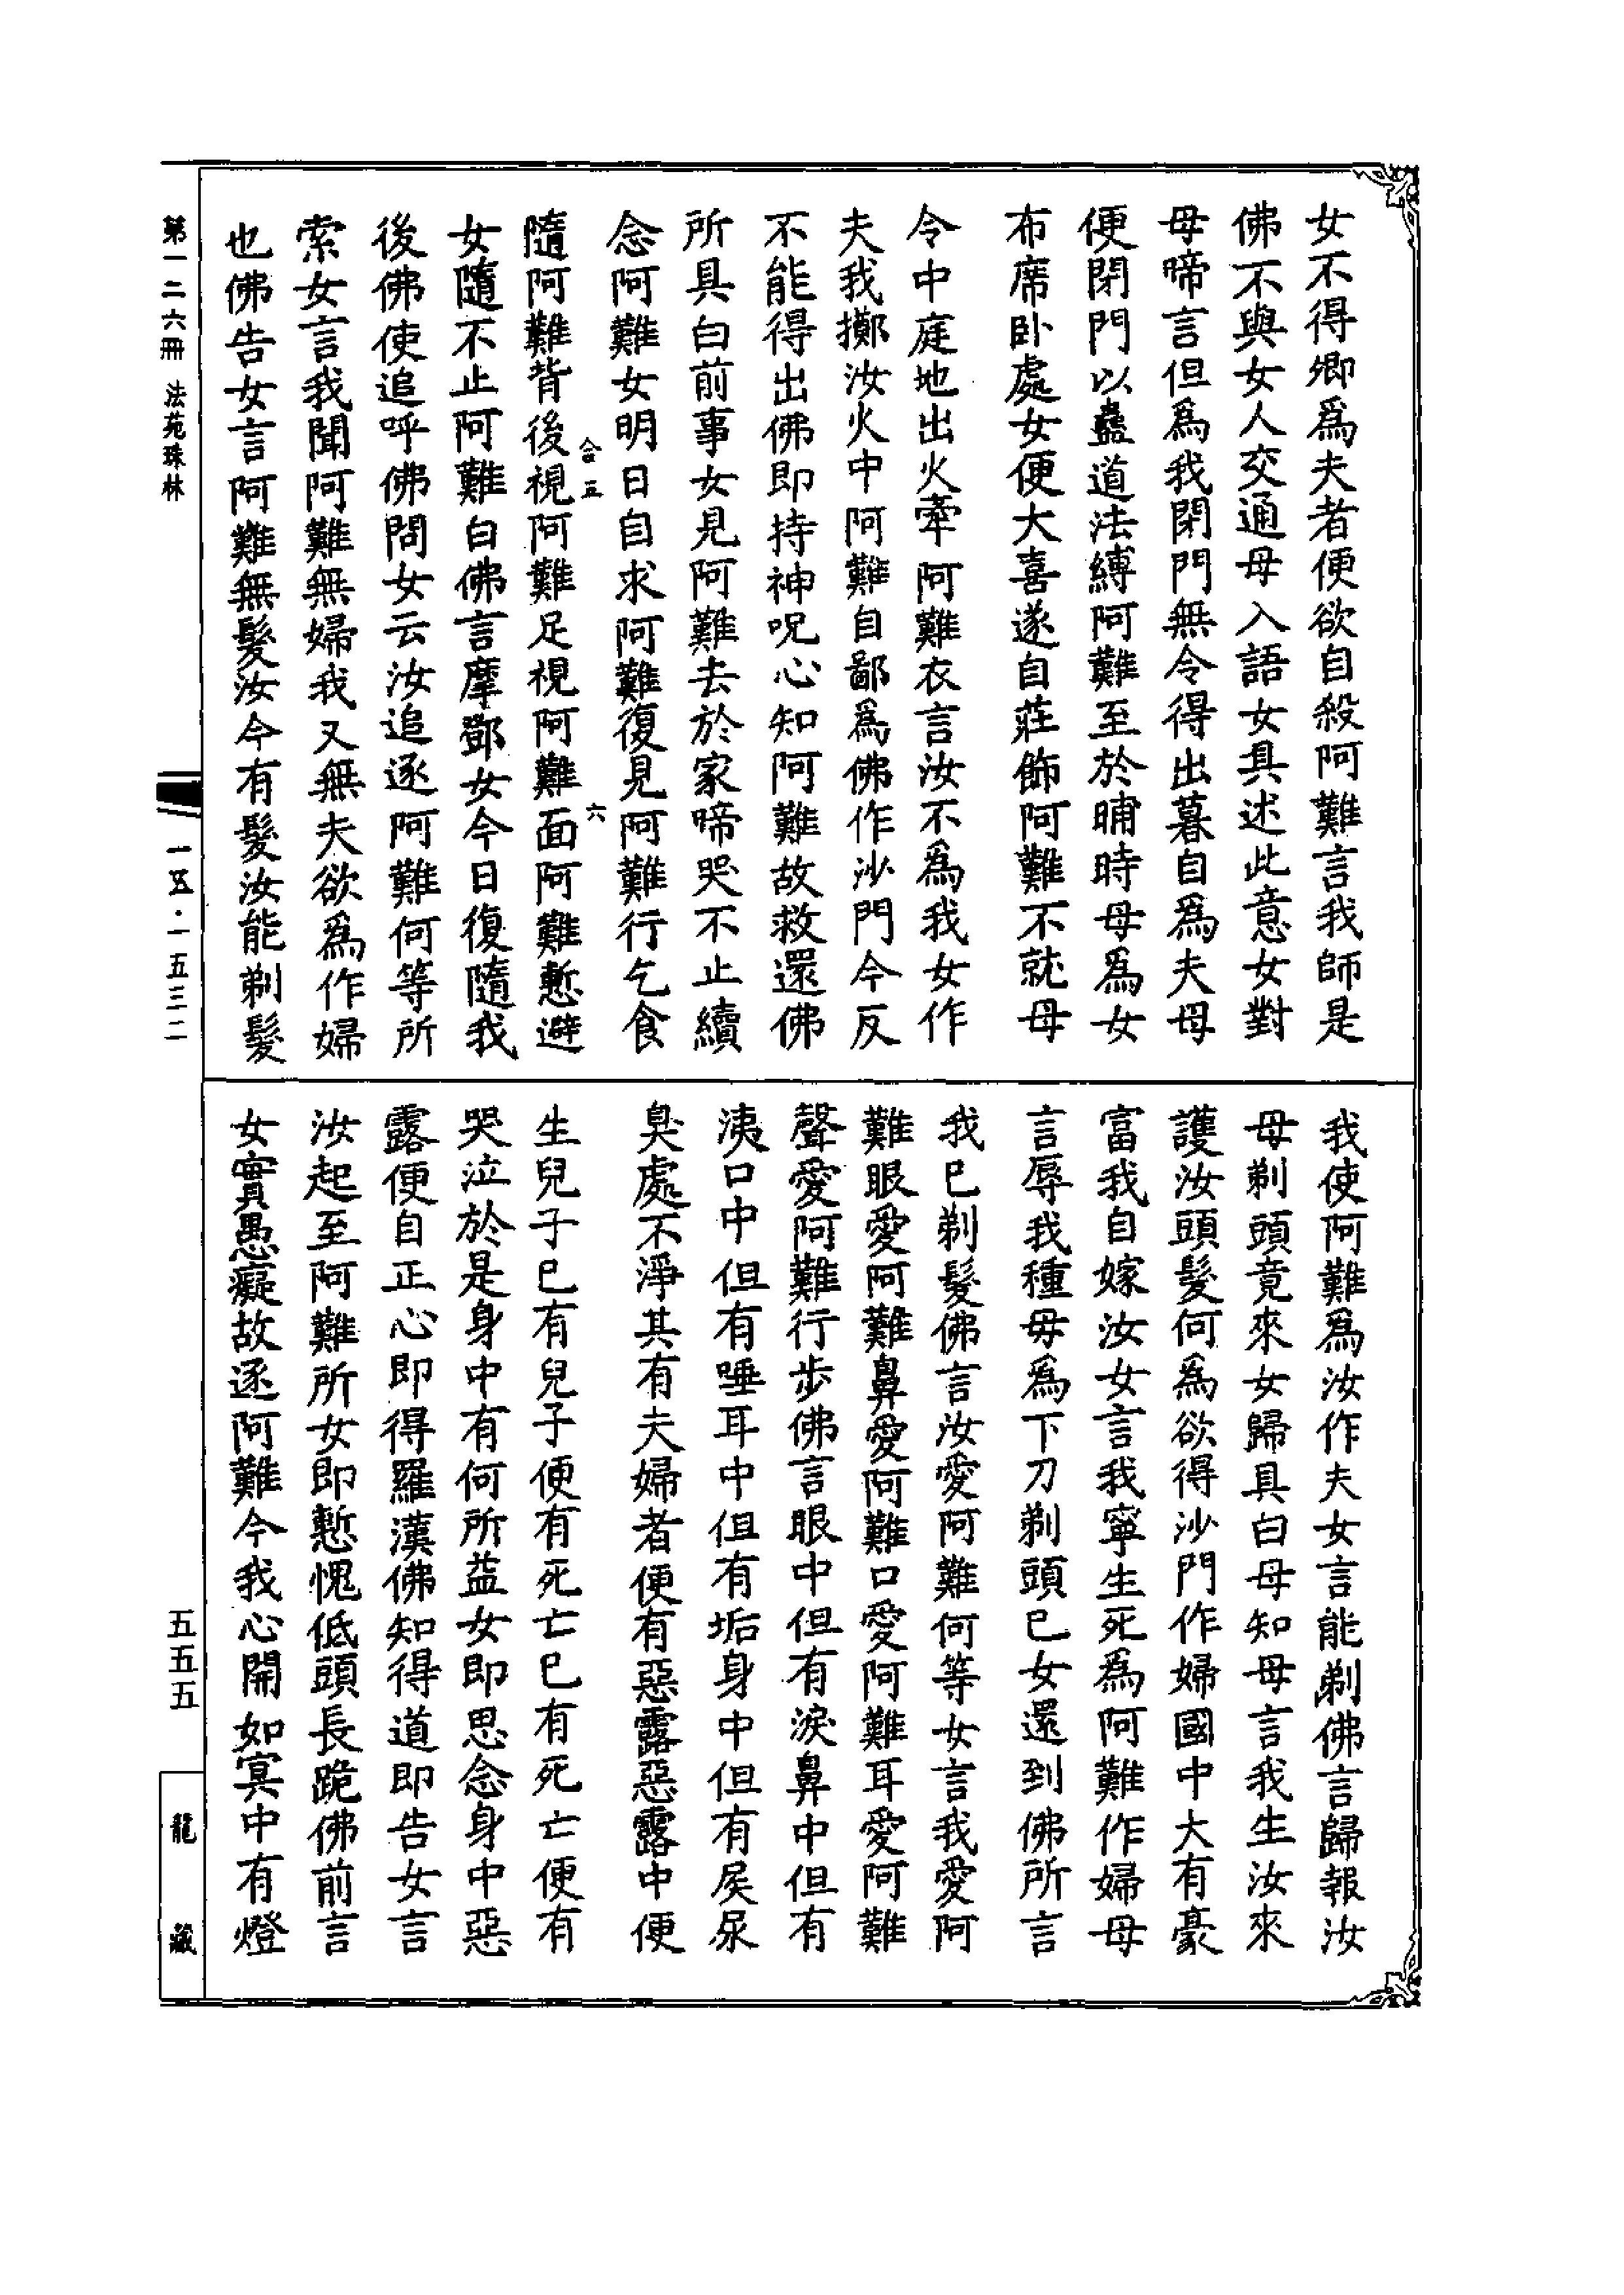 女不得卿爲夫者便欲自殺阿難言我師是
佛不與女人交通母入語女具述此意女對
母啼言但爲我閉門無令得出暮自爲夫母
便閉門以蠱道法縛阿難至於晡時母爲女
布席卧處女便大喜遂自莊飾阿難不就母
令中庭地出火牽阿難衣言汝不爲我女作
夫我擲汝火中阿難自鄙爲佛作沙門今反
不能得出佛即持神呪心知阿難故救還佛
所具白前事女見阿難去於家啼哭不止續
念阿難女明日自求阿難復見阿難行乞食
隨阿難背後視阿難足視阿難面阿難慙避
合五
六
女隨不止阿難白佛言摩鄧女今日復隨我
後佛使追呼佛問女云汝追逐阿難何等所
索女言我聞阿難無婦我又無夫欲爲作婦
也佛告女言阿難無髮汝今有髮汝能剃髮
我使阿難爲汝作夫女言能剃佛言歸報汝
母剃頭竟來女歸具白母知母言我生汝來
護汝頭髮何爲欲得沙門作婦國中大有豪
富我自嫁汝女言我寧生死爲阿難作婦母
言辱我種母爲下刀剃頭已女還到佛所言
我已剃髮佛言汝愛阿難何等女言我愛阿
難眼愛阿難鼻愛阿難口愛阿難耳愛阿難
聲愛阿難行步佛言眼中但有淚鼻中但有
洟口中但有唾耳中但有垢身中但有屎尿
臭處不淨其有夫婦者便有惡露惡露中便
生兒子已有兒子便有死亡已有死亡便有
哭泣於是身中有何所益女即思念身中惡
露便自正心即得羅漢佛知得道即告女言
汝起至阿難所女即慙愧低頭長跪佛前言
女實愚癡故逐阿難今我心開如冥中有燈
第一二六冊 法苑珠林
一五·一五三二
五五五
龍藏